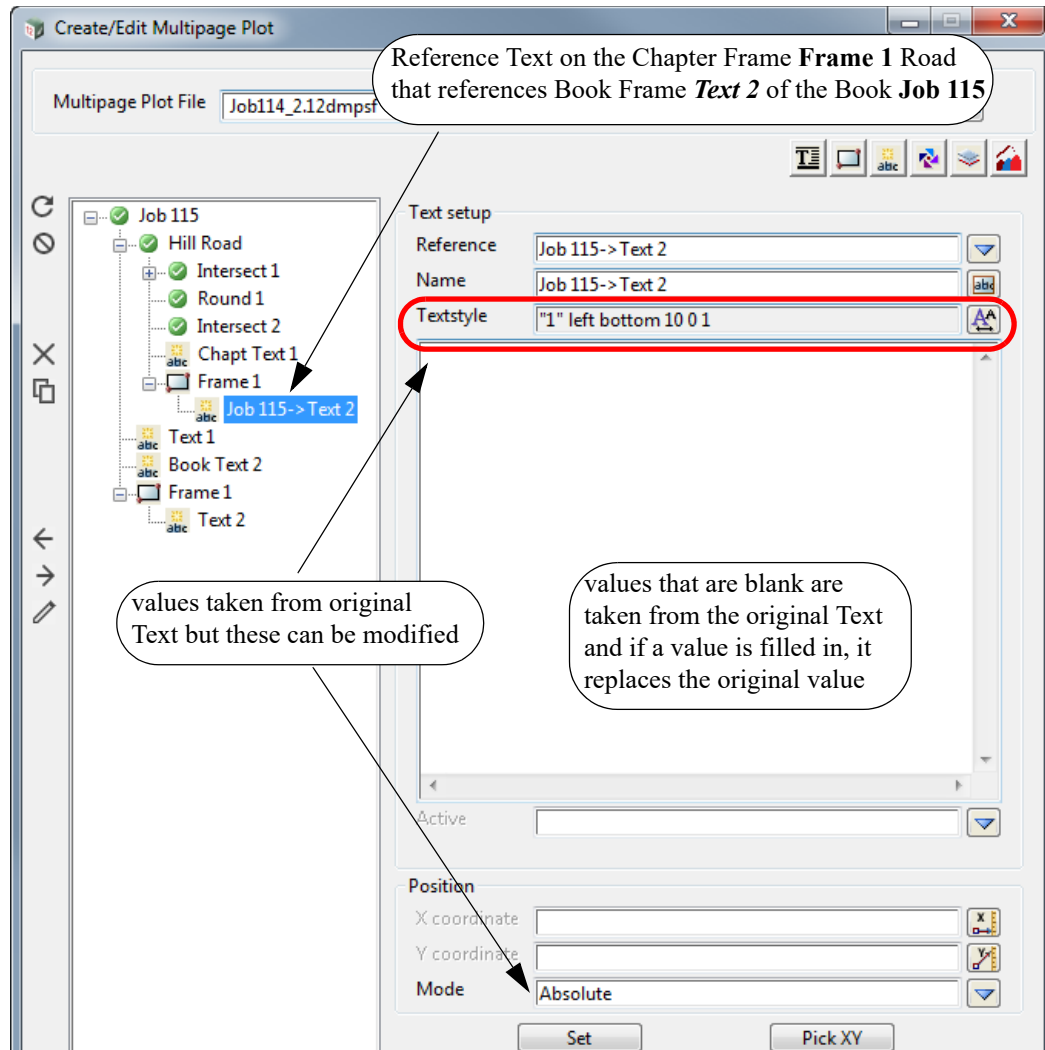 Create/Edit Multipage Plot
Reference Text on the Chapter Frame Frame 1 Road
that references Book Frame Text 2 of the Book Job 115
Multipage Plot File
Job114_2.12dmpsf
Job 115
Hill Road
Intersect 1
Round 1
Intersect 2
abc Chapt Text 1
Frame 1
abc Job 115->Text 2
abc Text 1
abc Book Text 2
Frame 1
abc Text 2
Text setup
Reference Job 115->Text 2
Name Job 115->Text 2
Textstyle "1" left bottom 10 0 1
values taken from original
Text but these can be modified
values that are blank are
taken from the original Text
and if a value is filled in, it
replaces the original value
Active
Position
X coordinate
Y coordinate
Mode Absolute
Set Pick XY